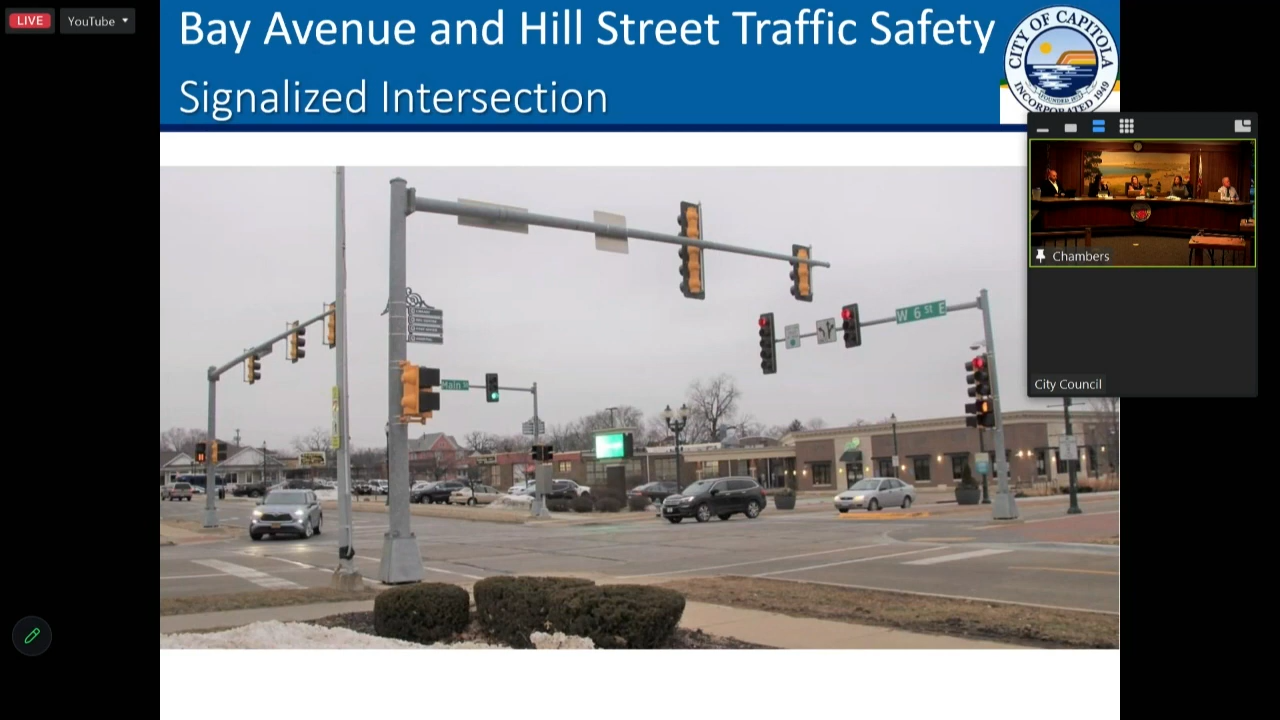 LIVE
YouTube
Bay Avenue and Hill Street Traffic Safety
Signalized Intersection
CITY OF CAPITOLA
INCORPORATED 1949
W 6 St E
Main St
Chambers
City Council